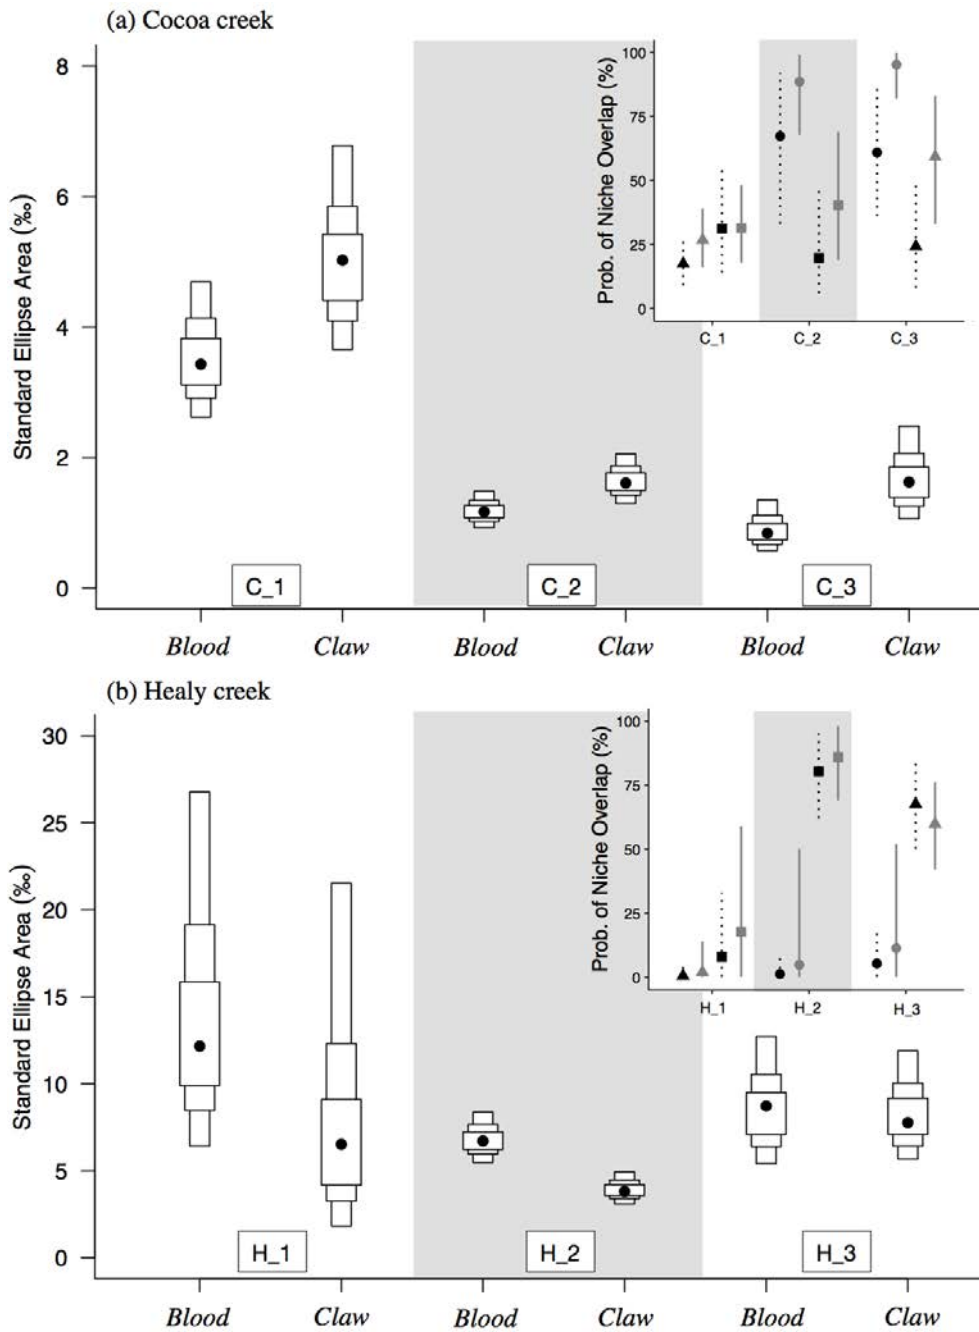 (a) Cocoa creek
Standard Ellipse Area (‰)
8
6
4
2
0
Prob. of Niche Overlap (%)
100
75
50
25
0
C_1 C_2 C_3
C_1 C_2 C_3
Blood Claw Blood Claw Blood Claw
(b) Healy creek
Standard Ellipse Area (‰)
30
25
20
15
10
5
0
Prob. of Niche Overlap (%)
100
75
50
25
0
H_1 H_2 H_3
H_1 H_2 H_3
Blood Claw Blood Claw Blood Claw